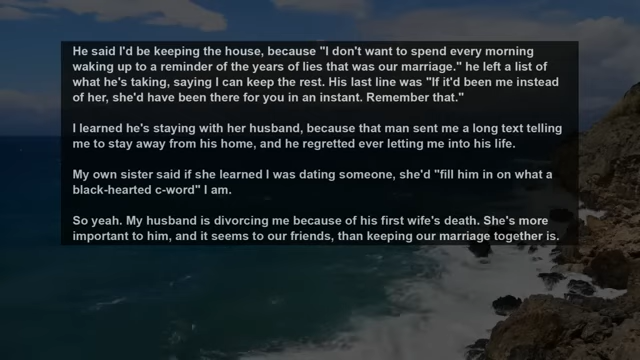 He said I'd be keeping the house, because "I don't want to spend every morning
waking up to a reminder of the years of lies that was our marriage." he left a list of
what he's taking, saying I can keep the rest. His last line was "If it'd been me instead
of her, she'd have been there for you in an instant. Remember that."
I learned he's staying with her husband, because that man sent me a long text telling
me to stay away from his home, and he regretted ever letting me into his life.
My own sister said if she learned I was dating someone, she'd "fill him in on what a
black-hearted c-word" I am.
So yeah. My husband is divorcing me because of his first wife's death. She's more
important to him, and it seems to our friends, than keeping our marriage together is.